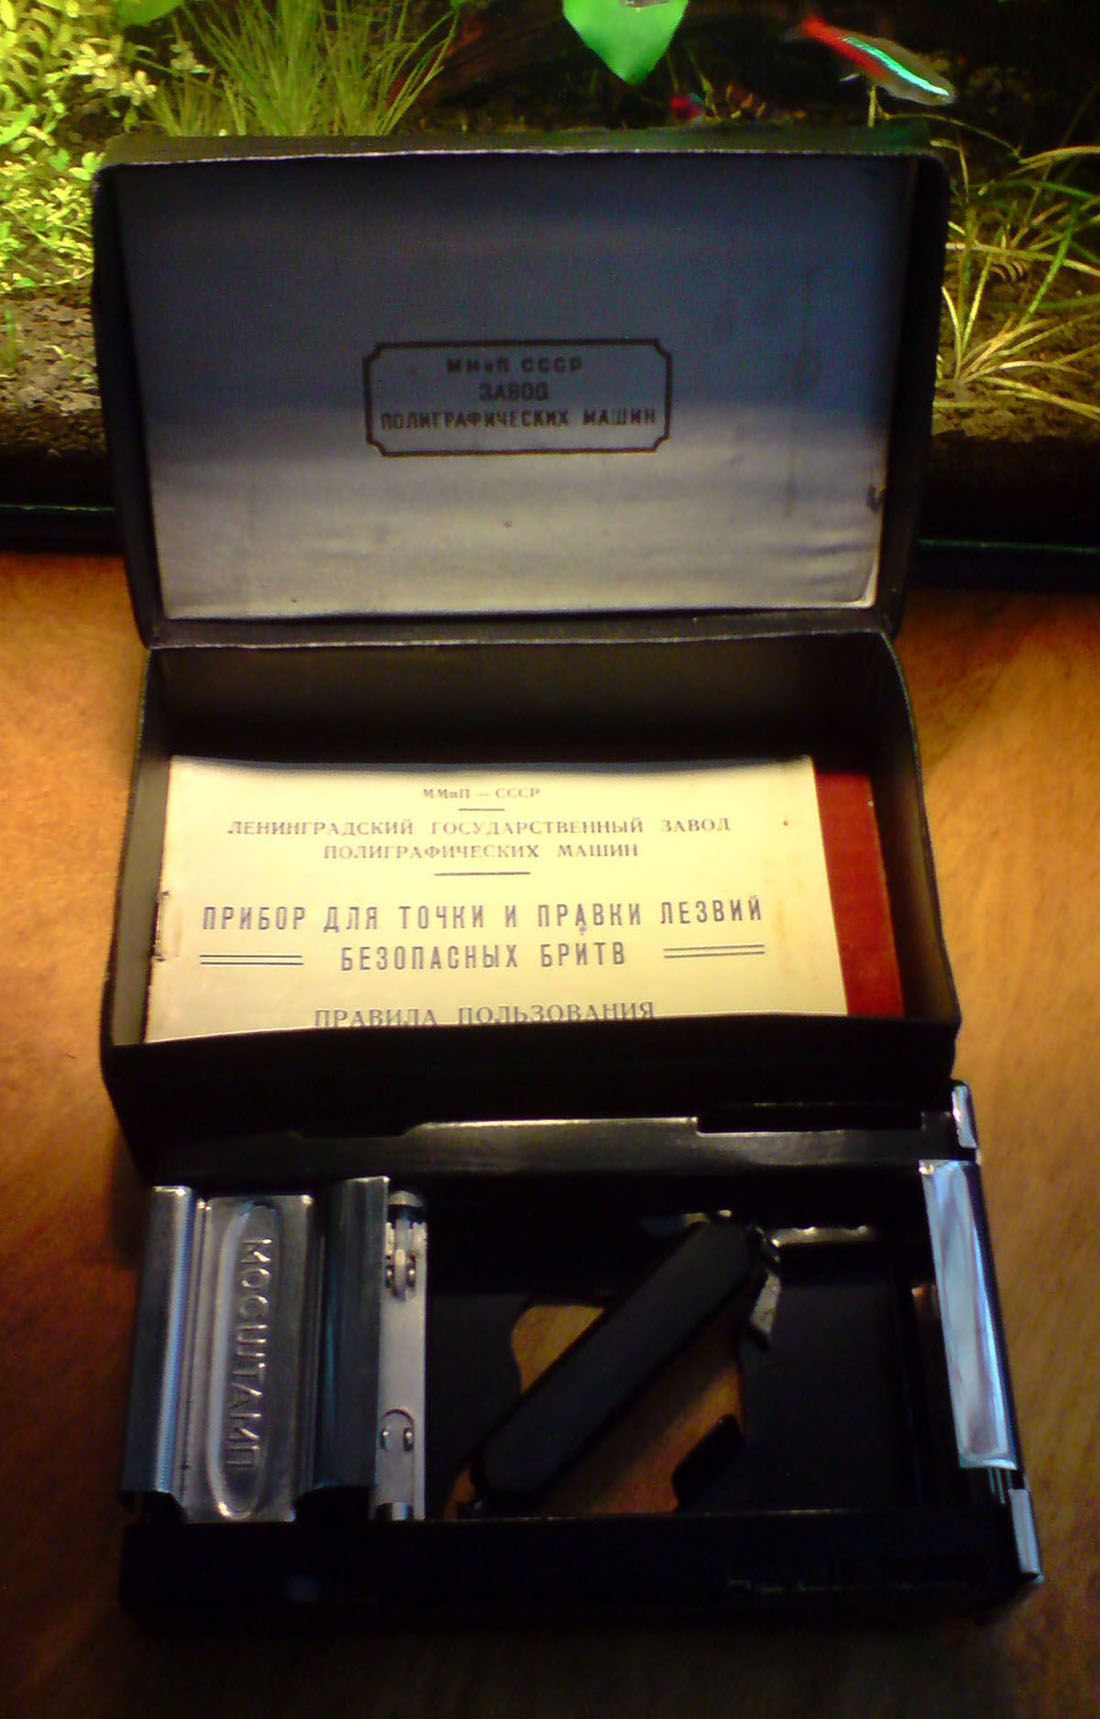 ММиП СССР
ЗАВОД
ПОЛИГРАФИЧЕСКИХ МАШИН
ММиП — СССР
ЛЕНИНГРАДСКИЙ ГОСУДАРСТВЕННЫЙ ЗАВОД
ПОЛИГРАФИЧЕСКИХ МАШИН
ПРИБОР ДЛЯ ТОЧКИ И ПРАВКИ ЛЕЗВИЙ
БЕЗОПАСНЫХ БРИТВ
ПРАВИЛА ПОЛЬЗОВАНИЯ
МОСШТАМП